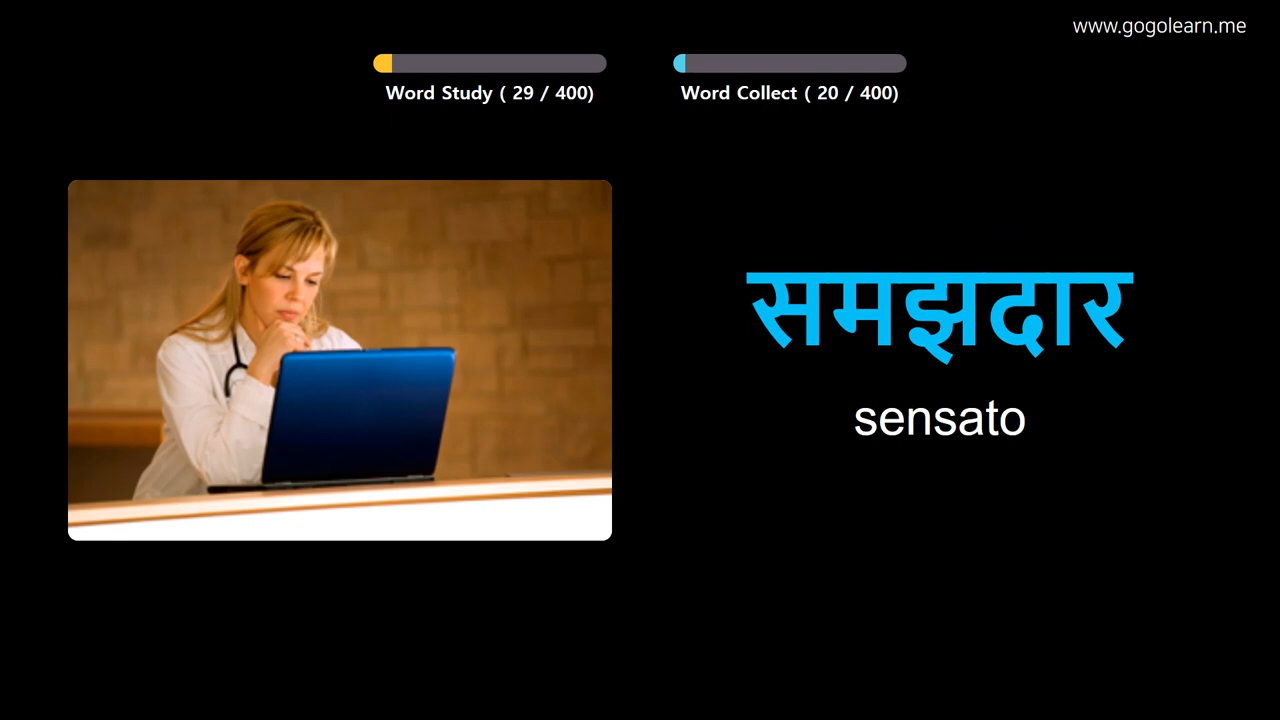 www.gogolearn.me
Word Study ( 29 / 400)
Word Collect ( 20 / 400)
समझदार
sensato